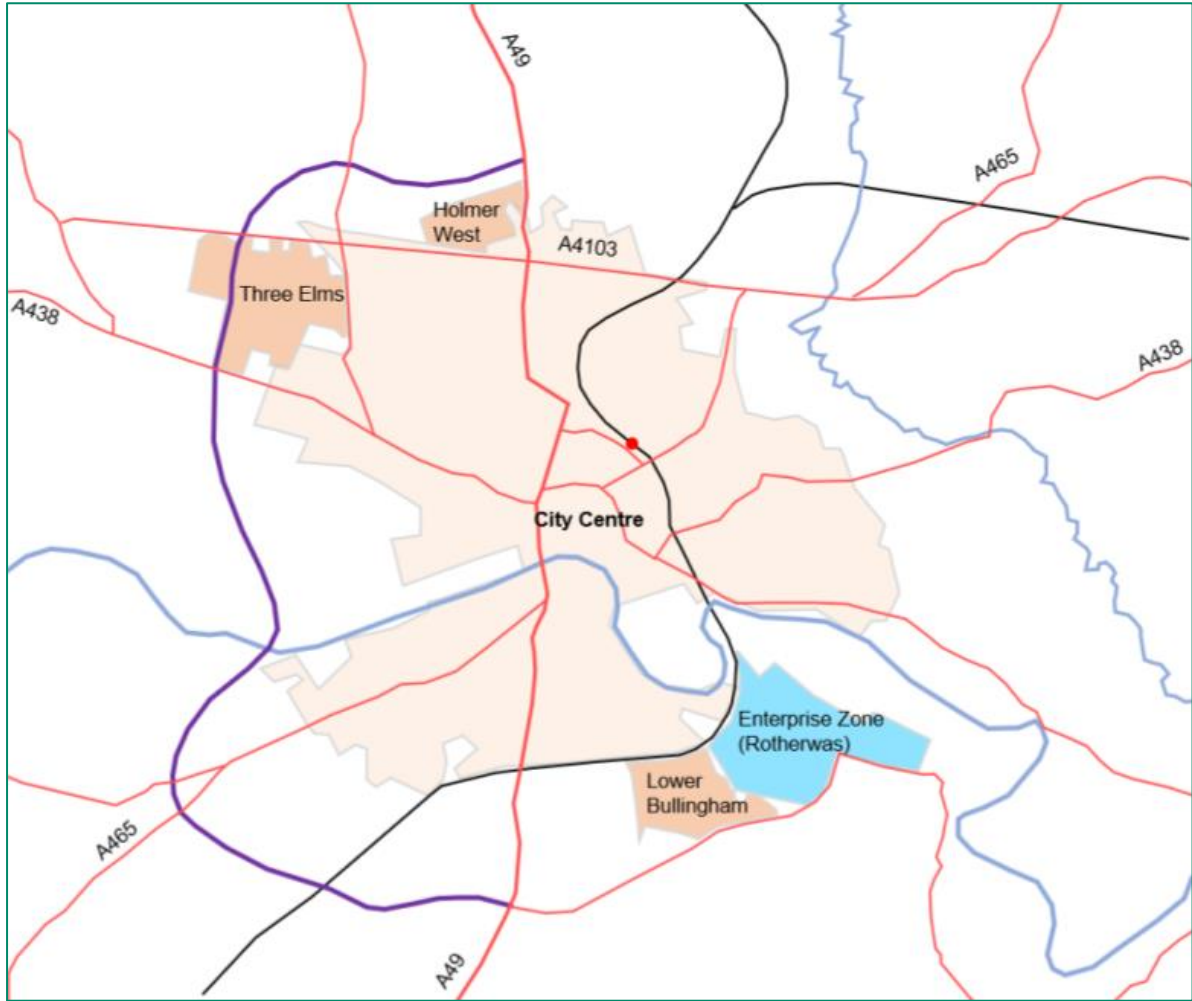 A49
A465
Holmer
West
A4103
Three Elms
A438
A438
City Centre
Enterprise Zone
(Rotherwas)
Lower
Bullingham
A465
A49